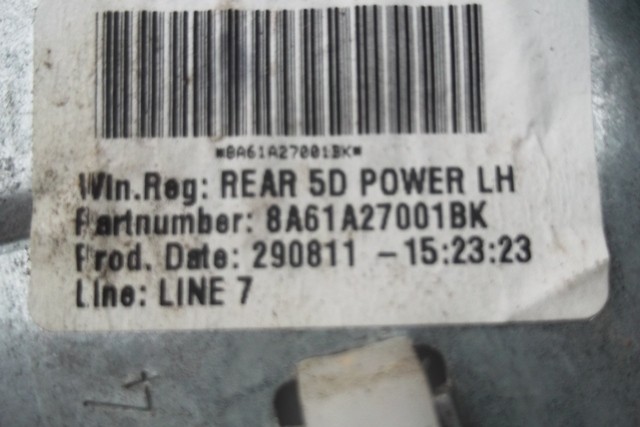 *8A61A27001BK*
Win.Reg: REAR 5D POWER LH
Partnumber: 8A61A27001BK
Prod. Date: 290811 - 15:23:23
Line: LINE 7